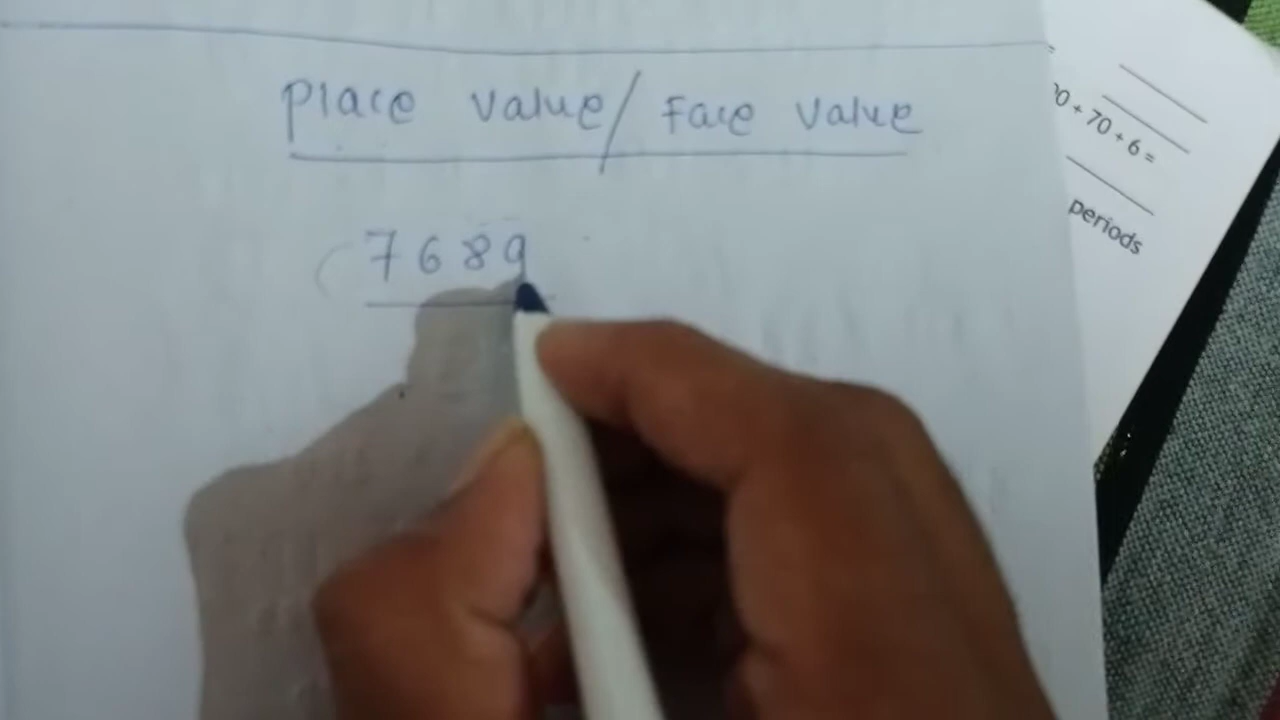 Place Value/Face Value
7689
0 + 70 + 6 =
periods